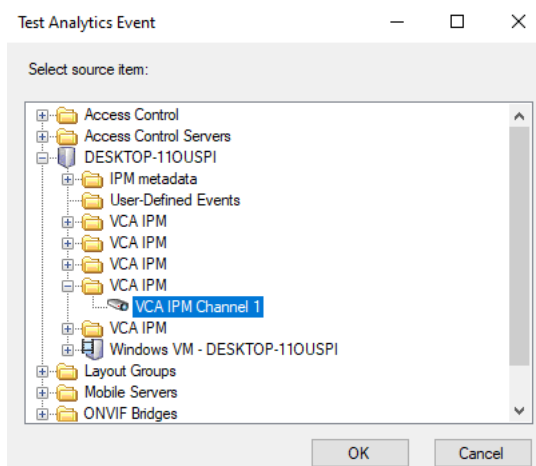 Test Analytics Event
Select source item:
Access Control
Access Control Servers
DESKTOP-11OUSPI
IPM metadata
User-Defined Events
VCA IPM
VCA IPM
VCA IPM
VCA IPM
VCA IPM Channel 1
VCA IPM
Windows VM - DESKTOP-11OUSPI
Layout Groups
Mobile Servers
ONVIF Bridges
OK Cancel